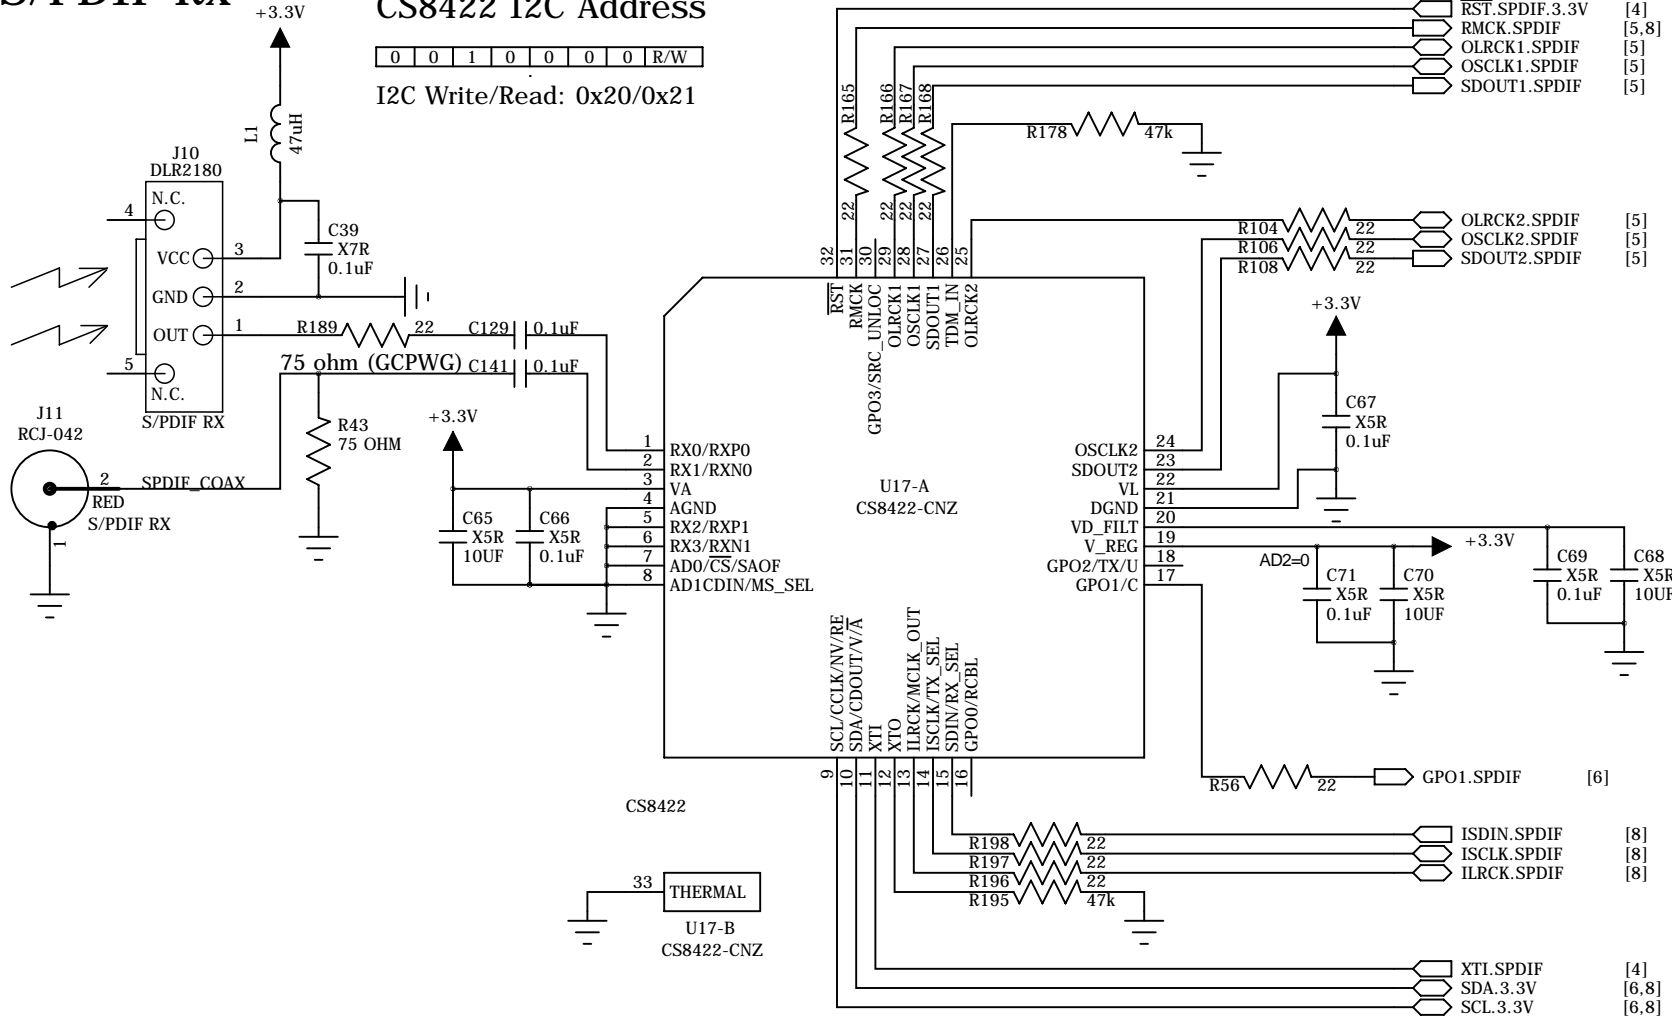 S/PDIF Rx
CS8422 I2C Address
0 0 1 0 0 0 0 R/W
I2C Write/Read: 0x20/0x21
+3.3V
L1
47uH
J10
DLR2180
N.C.
4
VCC
3
GND
2
OUT
1
5
N.C.
S/PDIF RX
C39
X7R
0.1uF
R189
22
C129
0.1uF
75 ohm (GCPWG)
C141
0.1uF
J11
RCJ-042
2
SPDIF_COAX
RED
S/PDIF RX
1
R43
75 OHM
+3.3V
C65
X5R
10UF
C66
X5R
0.1uF
RST.SPDIF.3.3V [4]
RMCK.SPDIF [5,8]
OLRCK1.SPDIF [5]
OSCLK1.SPDIF [5]
SDOUT1.SPDIF [5]
R165
R166
R167
R168
22
22
22
22
R178
47k
OLRCK2.SPDIF [5]
OSCLK2.SPDIF [5]
SDOUT2.SPDIF [5]
R104
22
R106
22
R108
22
32
31
30
29
28
27
26
25
RST
RMCK
GPO3/SRC_UNLOC
OLRCK1
OSCLK1
SDOUT1
TDM_IN
OLRCK2
1 RX0/RXP0
2 RX1/RXN0
3 VA
4 AGND
5 RX2/RXP1
6 RX3/RXN1
7 AD0/CS/SAOF
8 AD1CDIN/MS_SEL
U17-A
CS8422-CNZ
OSCLK2 24
SDOUT2 23
VL 22
DGND 21
VD_FILT 20
V_REG 19
GPO2/TX/U 18
GPO1/C 17
SCL/CCLK/NV/RE
SDA/CDOUT/V/A
XTI
XTO
ILRCK/MCLK_OUT
ISCLK/TX_SEL
SDIN/RX_SEL
GPO0/RCBL
9
10
11
12
13
14
15
16
+3.3V
C67
X5R
0.1uF
+3.3V
AD2=0
C71
X5R
0.1uF
C70
X5R
10UF
C69
X5R
0.1uF
C68
X5R
10UF
R56
22
GPO1.SPDIF [6]
CS8422
33
THERMAL
U17-B
CS8422-CNZ
R198
22
R197
22
R196
22
R195
47k
ISDIN.SPDIF [8]
ISCLK.SPDIF [8]
ILRCK.SPDIF [8]
XTI.SPDIF [4]
SDA.3.3V [6,8]
SCL.3.3V [6,8]